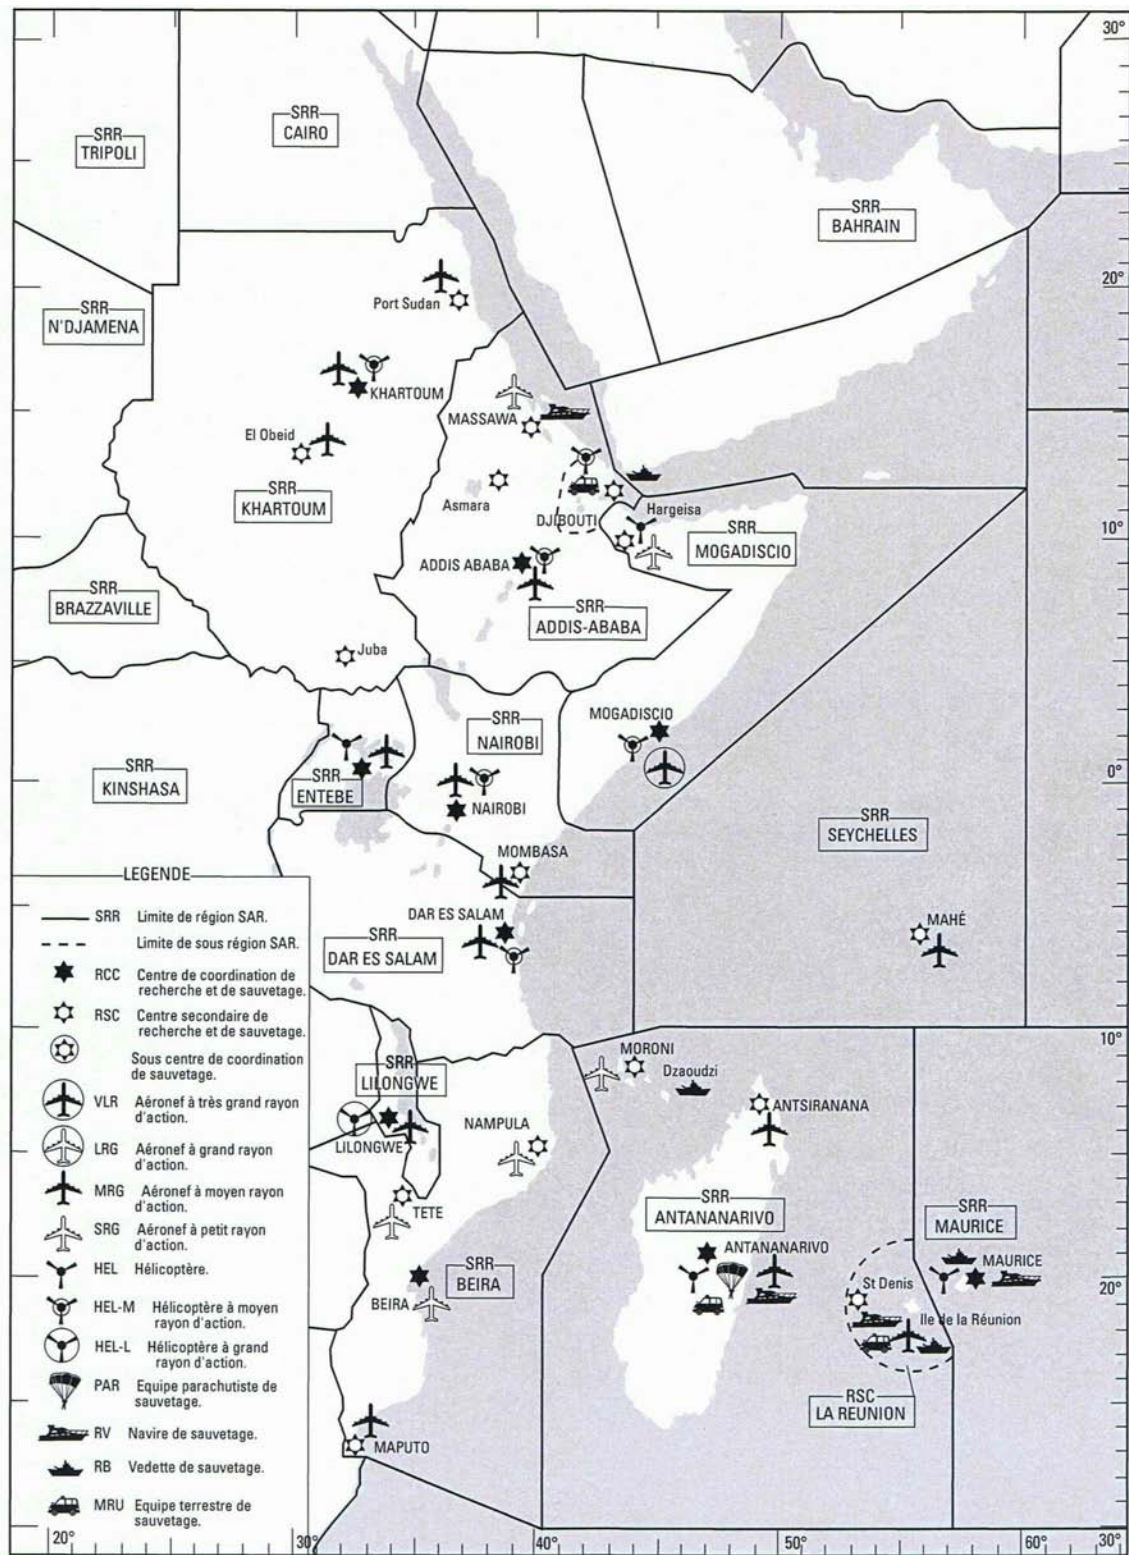 30°
SRR
CAIRO
SRR
TRIPOLI
SRR
BAHRAIN
20°
Port Sudan
SRR
N'DJAMENA
KHARTOUM
MASSAWA
El Obeid
SRR
KHARTOUM
Asmara
DJIBOUTI
Hargeisa
SRR
MOGADISCIO
10°
ADDIS ABABA
SRR
BRAZZAVILLE
SRR
ADDIS-ABABA
Juba
MOGADISCIO
SRR
NAIROBI
SRR
KINSHASA
SRR
ENTEBE
0°
NAIROBI
SRR
SEYCHELLES
MOMBASA
DAR ES SALAM
SRR
DAR ES SALAM
MAHÉ
10°
MORONI
Dzaoudzi
SRR
LILONGWE
ANTSIRANANA
NAMPULA
LILONGWE
TETE
SRR
ANTANANARIVO
ANTANANARIVO
SRR
MAURICE
MAURICE
SRR
BEIRA
BEIRA
St Denis
20°
Ile de la Réunion
RSC
LA REUNION
MAPUTO
LEGENDE
SRR Limite de région SAR.
Limite de sous région SAR.
RCC Centre de coordination de
recherche et de sauvetage.
RSC Centre secondaire de
recherche et de sauvetage.
Sous centre de coordination
de sauvetage.
VLR Aéronef à très grand rayon
d'action.
LRG Aéronef à grand rayon
d'action.
MRG Aéronef à moyen rayon
d'action.
SRG Aéronef à petit rayon
d'action.
HEL Hélicoptère.
HEL-M Hélicoptère à moyen
rayon d'action.
HEL-L Hélicoptère à grand
rayon d'action.
PAR Equipe parachutiste de
sauvetage.
RV Navire de sauvetage.
RB Vedette de sauvetage.
MRU Equipe terrestre de
sauvetage.
20° 30° 40° 50° 60° 30°